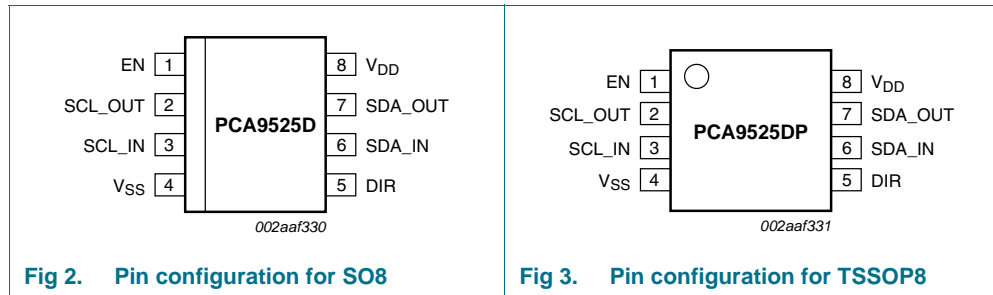 EN 1 8 VDD
SCL_OUT 2 7 SDA_OUT
SCL_IN 3 6 SDA_IN
VSS 4 5 DIR
PCA9525D
002aaf330
Fig 2. Pin configuration for SO8
EN 1 8 VDD
SCL_OUT 2 7 SDA_OUT
SCL_IN 3 6 SDA_IN
VSS 4 5 DIR
PCA9525DP
002aaf331
Fig 3. Pin configuration for TSSOP8